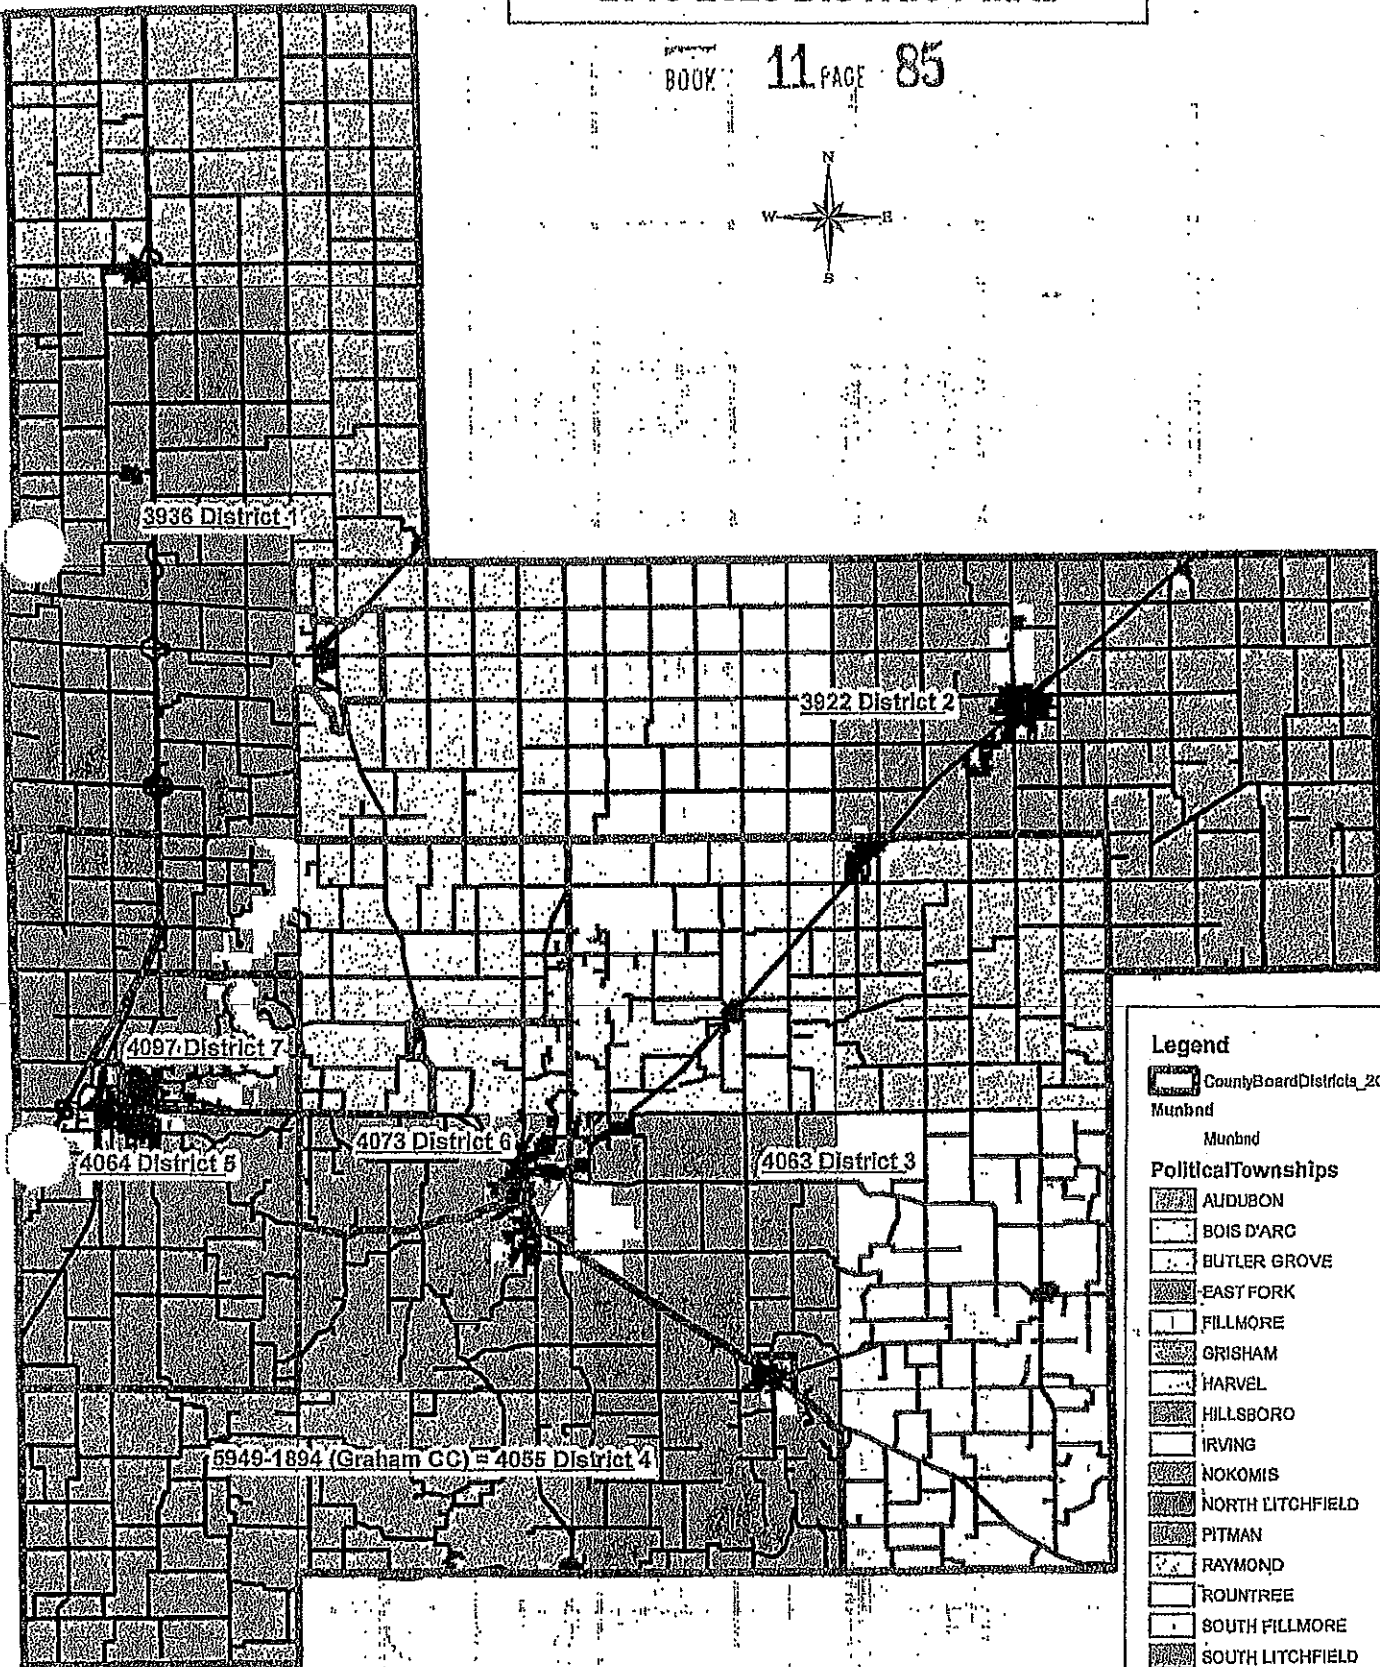 BOOK 11 PAGE 85
N
W E
S
3936 District 1
3922 District 2
4097 District 7
4073 District 6
4064 District 5
4063 District 3
5949-1894 (Graham CC) = 4055 District 4
Legend
CountyBoardDistricts_20
Munbnd
Munbnd
PoliticalTownships
AUDUBON
BOIS D'ARC
BUTLER GROVE
EAST FORK
FILLMORE
GRISHAM
HARVEL
HILLSBORO
IRVING
NOKOMIS
NORTH LITCHFIELD
PITMAN
RAYMOND
ROUNTREE
SOUTH FILLMORE
SOUTH LITCHFIELD